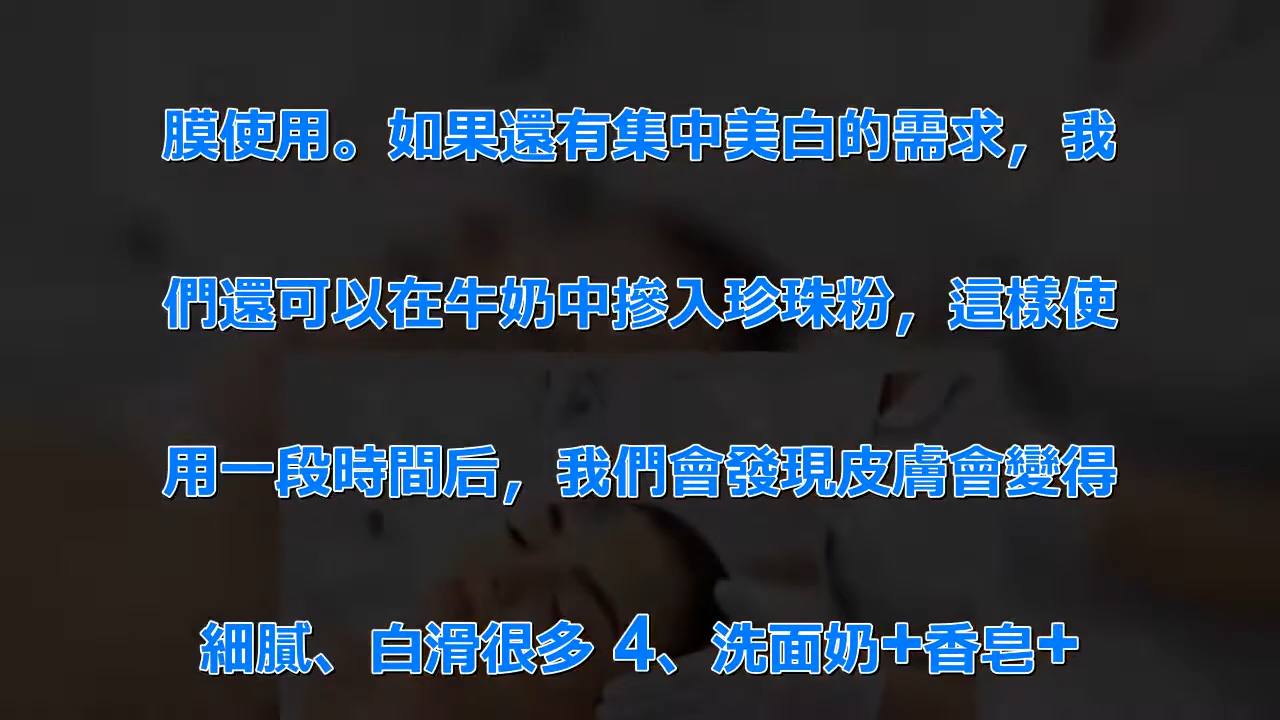 膜使用。如果還有集中美白的需求，我
們還可以在牛奶中摻入珍珠粉，這樣使
用一段時間后，我們會發現皮膚會變得
細膩、白滑很多 4、洗面奶+香皂+